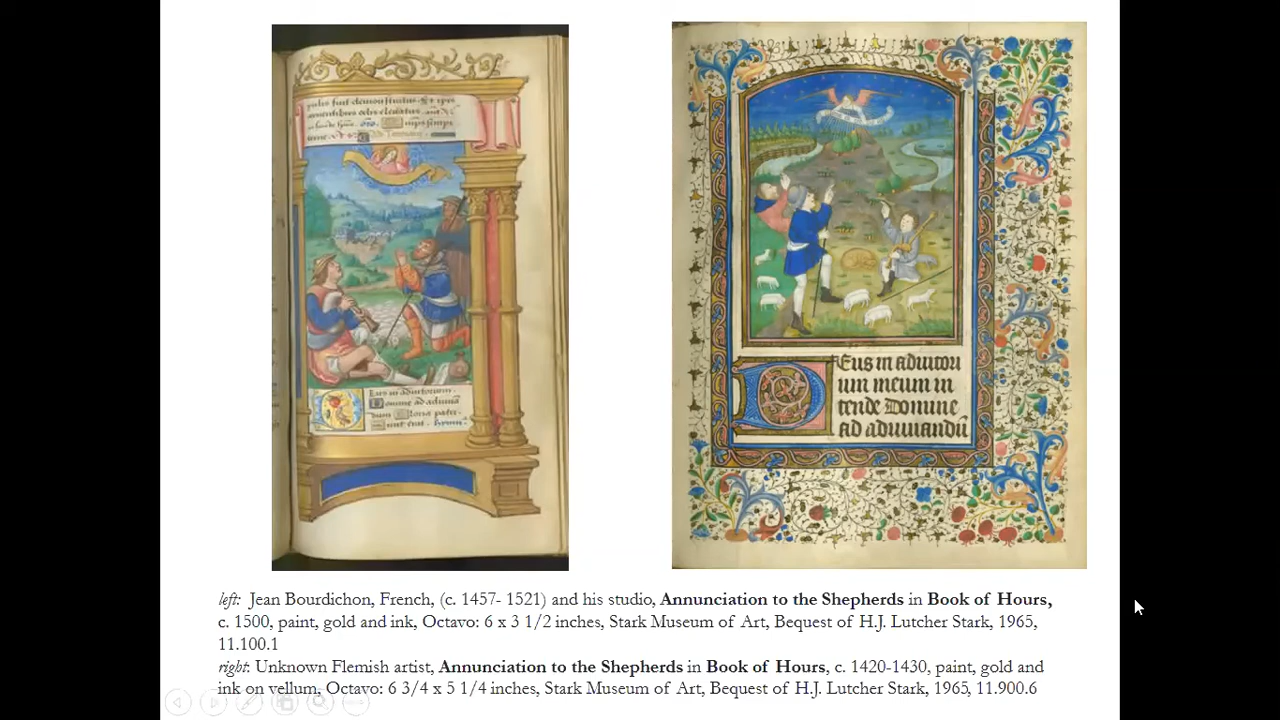 Eus in adiutori
um meum in
tende Domine
ad adiuuandū
Eus in adiutorium.
left: Jean Bourdichon, French, (c. 1457- 1521) and his studio, Annunciation to the Shepherds in Book of Hours,
c. 1500, paint, gold and ink, Octavo: 6 x 3 1/2 inches, Stark Museum of Art, Bequest of H.J. Lutcher Stark, 1965,
11.100.1
right: Unknown Flemish artist, Annunciation to the Shepherds in Book of Hours, c. 1420-1430, paint, gold and
ink on vellum, Octavo: 6 3/4 x 5 1/4 inches, Stark Museum of Art, Bequest of H.J. Lutcher Stark, 1965, 11.900.6